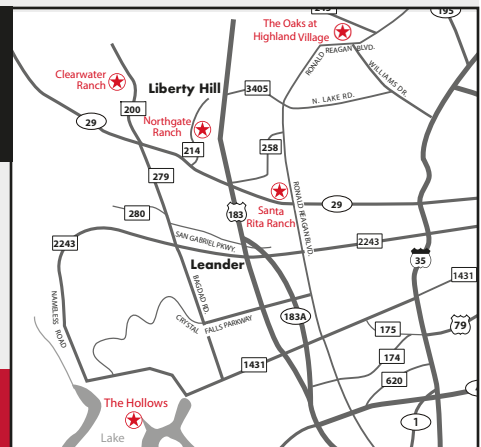 245
195
The Oaks at
Highland Village
RONALD REAGAN BLVD.
WILLIAMS DR.
Clearwater
Ranch
Liberty Hill
3405
N. LAKE RD.
200
29
Northgate
Ranch
214
258
279
Santa
Rita Ranch
RONALD REAGAN BLVD.
29
280
183
SAN GABRIEL PKWY.
2243
2243
Leander
35
1431
BAGDAD RD.
NAMELESS ROAD
CRYSTAL FALLS PARKWAY
183A
175
79
174
1431
620
The Hollows
Lake
1